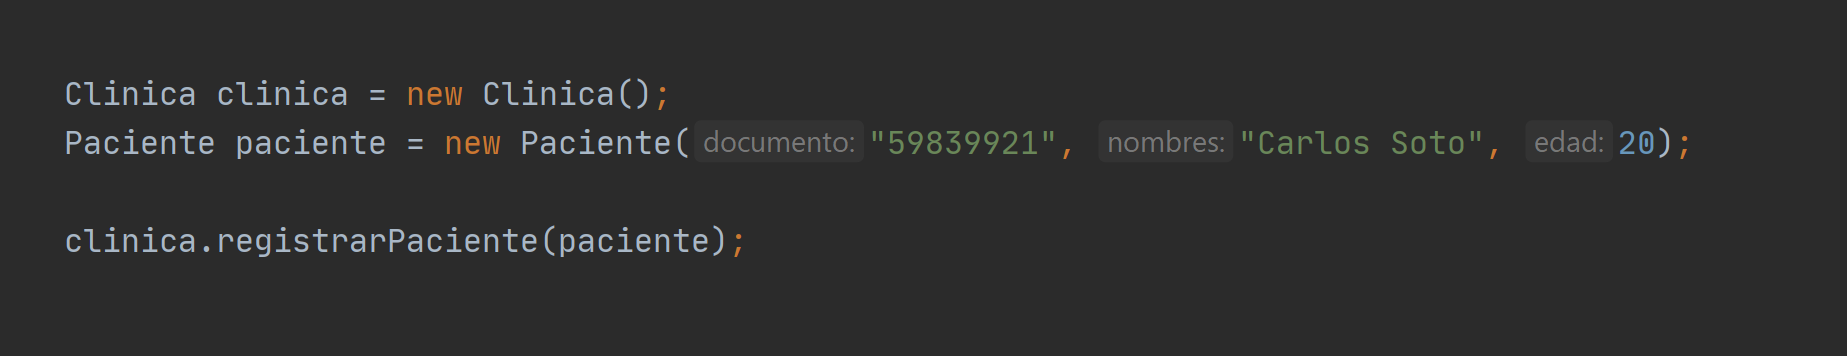 Clinica clinica = new Clinica();
Paciente paciente = new Paciente( documento: "59839921", nombres: "Carlos Soto", edad: 20);
clinica.registrarPaciente(paciente);